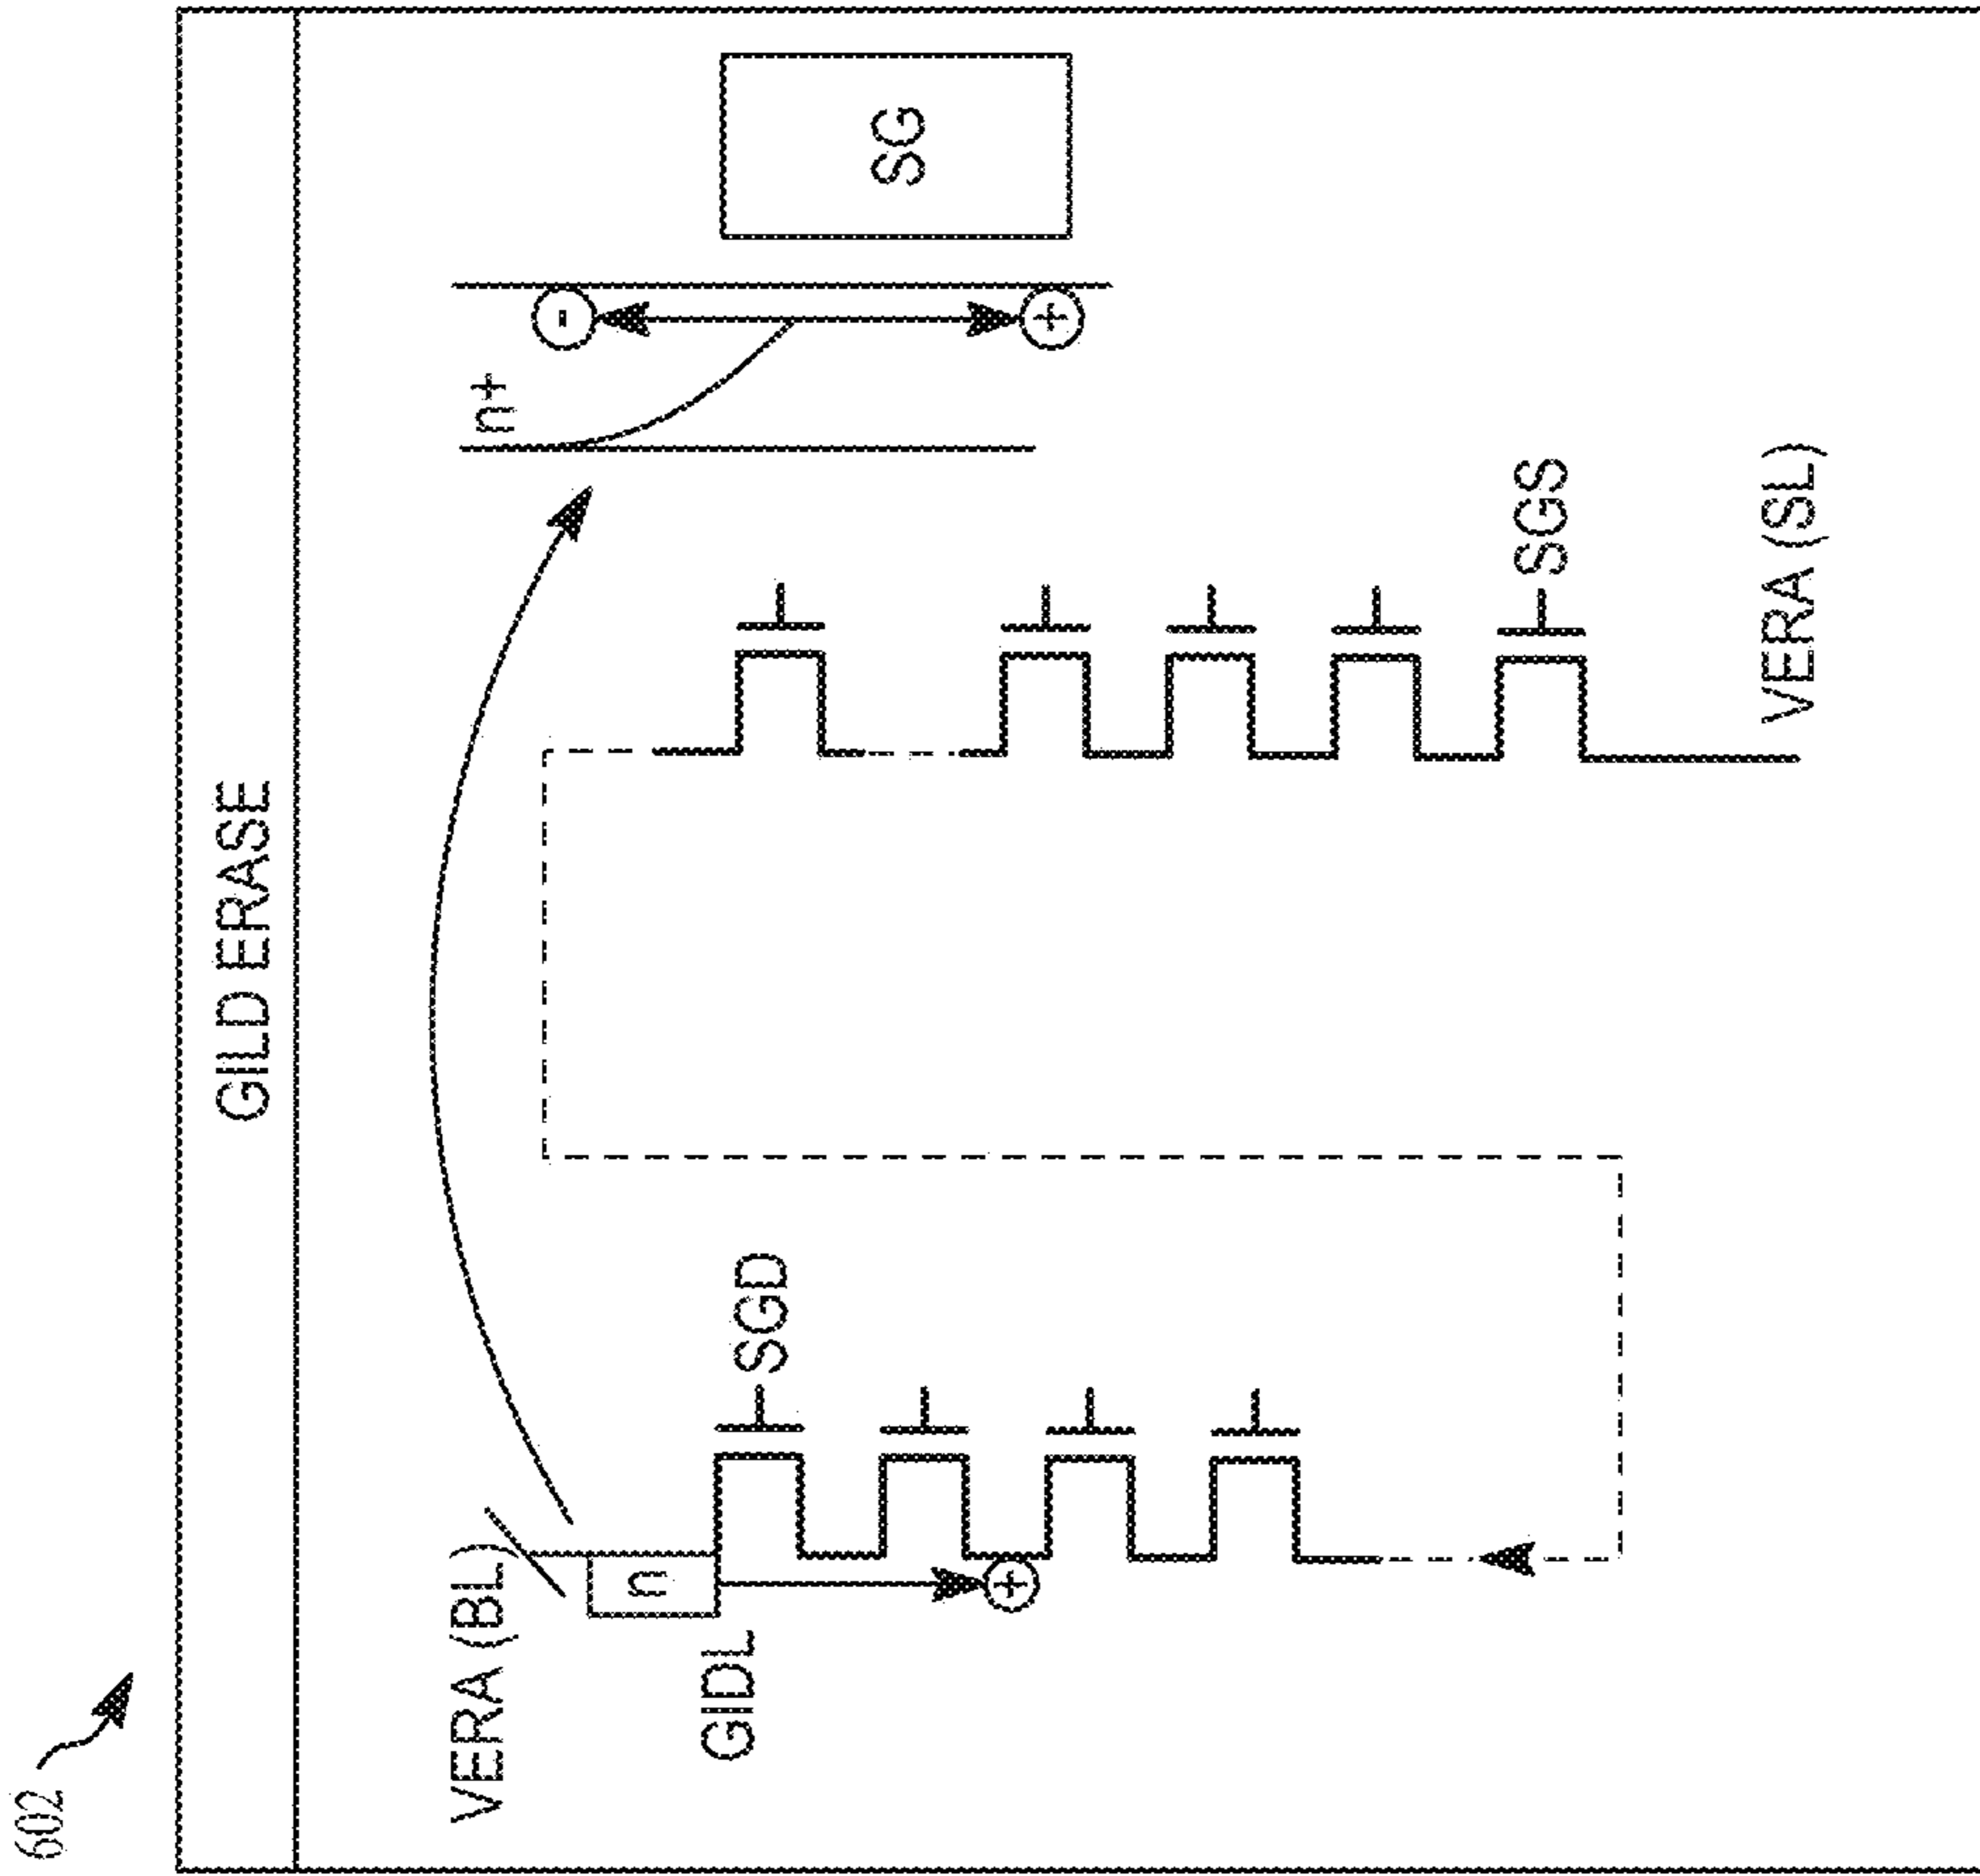 602
GILD ERASE
VERA (BL)
n
GIDL
SGD
n+
-
+
SG
+
SGS
VERA (SL)